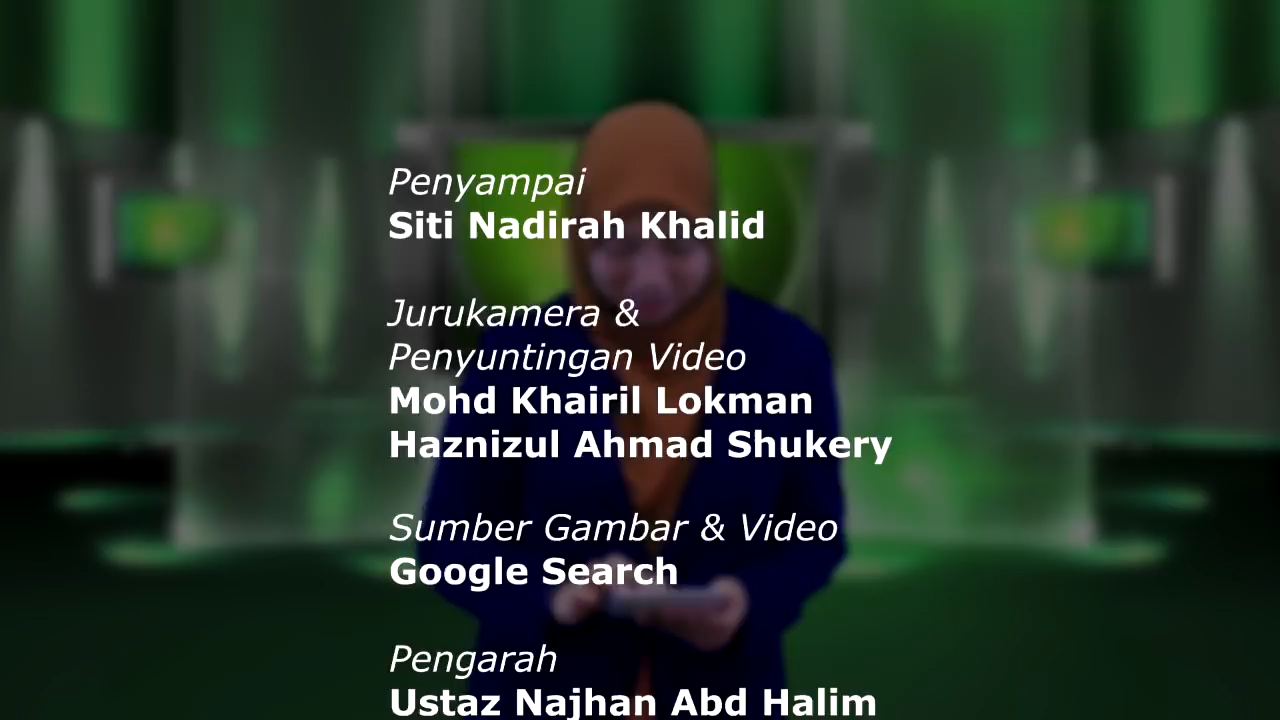 Penyampai
Siti Nadirah Khalid
Jurukamera &
Penyuntingan Video
Mohd Khairil Lokman
Haznizul Ahmad Shukery
Sumber Gambar & Video
Google Search
Pengarah
Ustaz Najhan Abd Halim